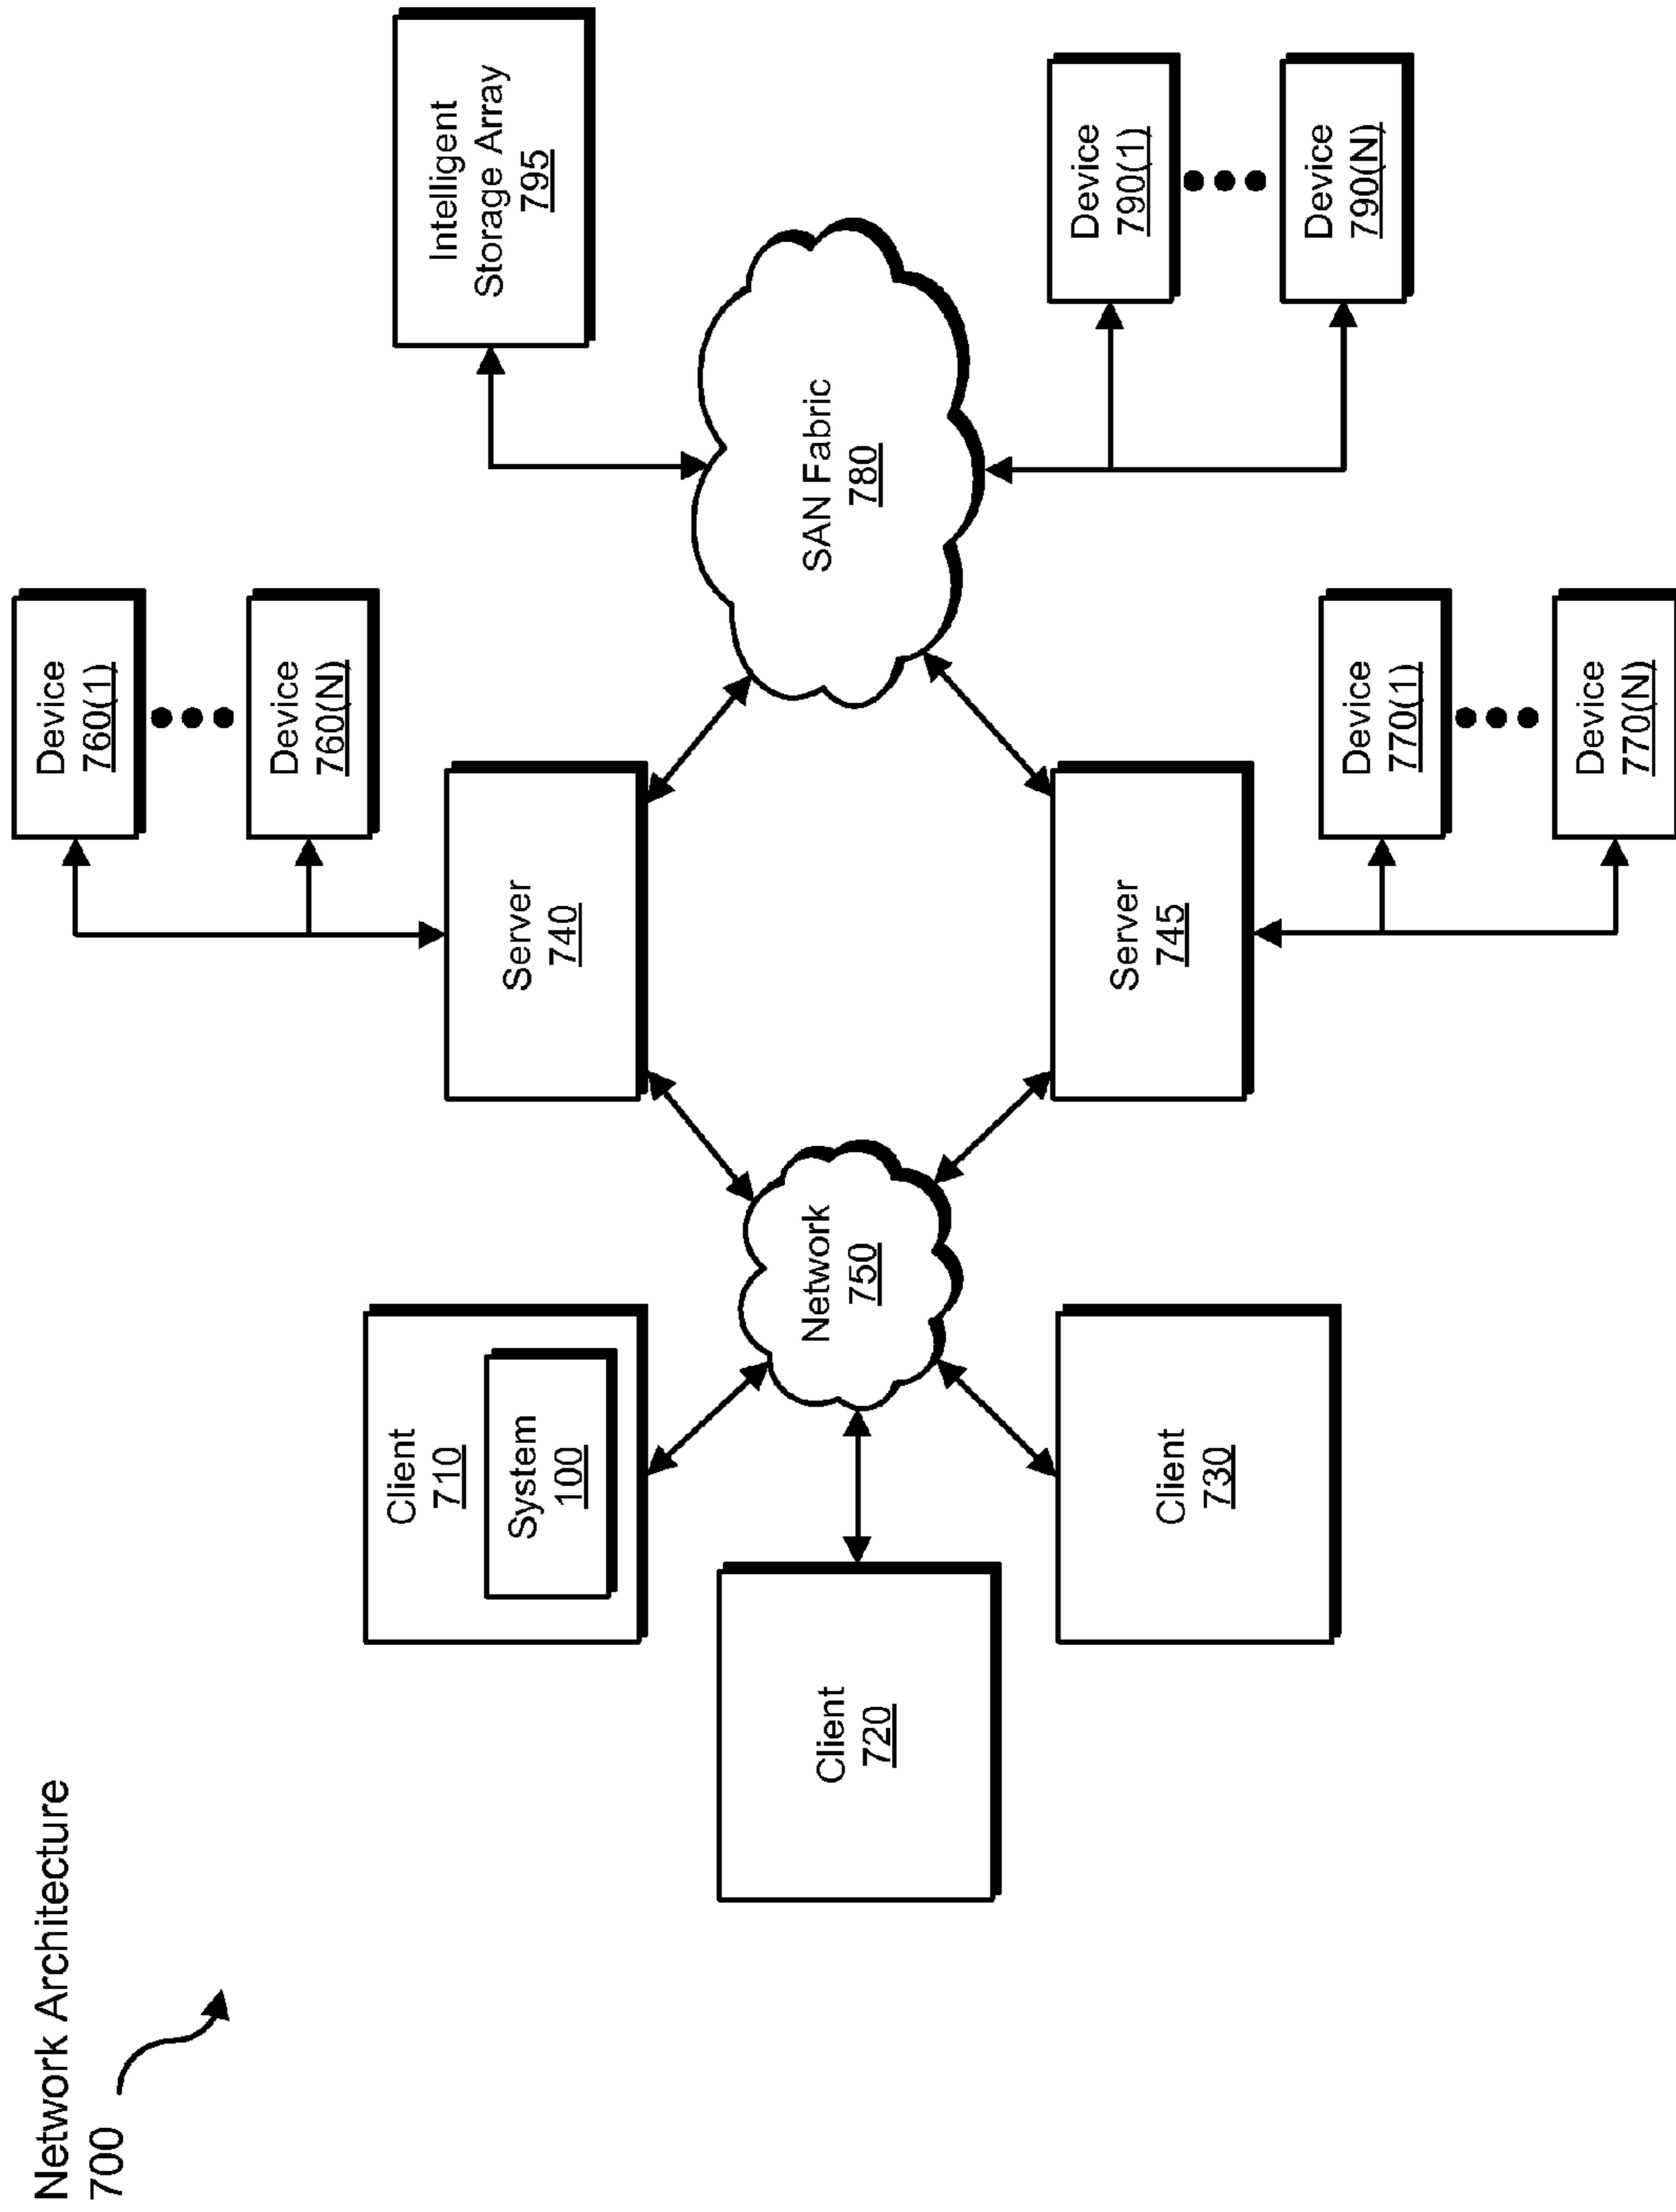 Network Architecture
700
Client
710
System
100
Client
720
Client
730
Network
750
Server
740
Server
745
Device
760(1)
Device
760(N)
Device
770(1)
Device
770(N)
SAN Fabric
780
Intelligent
Storage Array
795
Device
790(1)
Device
790(N)